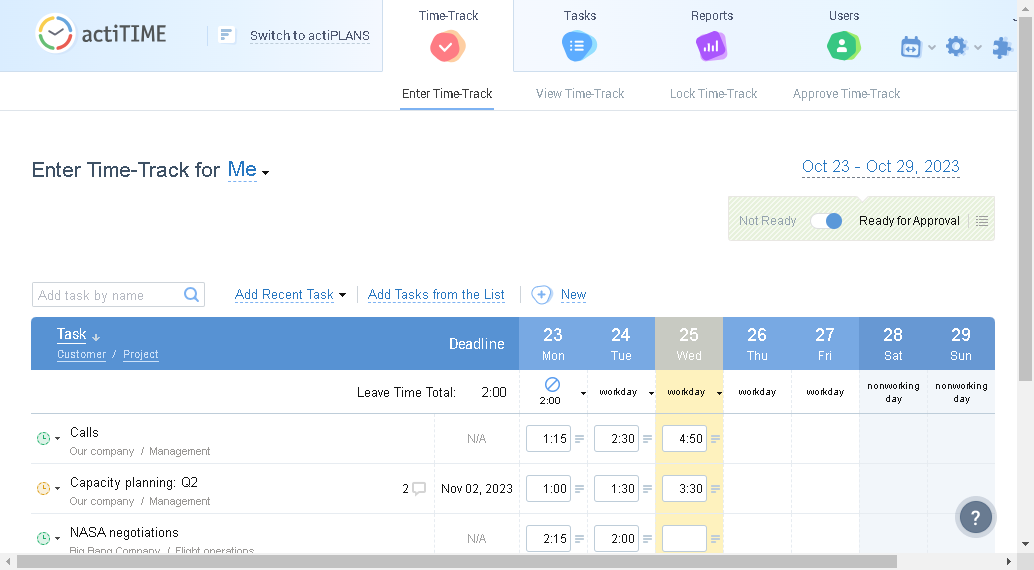 actiTIME
Switch to actiPLANS
Time-Track
Tasks
Reports
Users
Enter Time-Track
View Time-Track
Lock Time-Track
Approve Time-Track
Enter Time-Track for Me
Oct 23 - Oct 29, 2023
Not Ready
Ready for Approval
Add task by name
Add Recent Task
Add Tasks from the List
New
Task
Customer / Project
Deadline
23 24 25 26 27 28 29
Mon Tue Wed Thu Fri Sat Sun
Leave Time Total: 2:00
2:00
workday
workday
workday
workday
nonworking day
nonworking day
Calls
Our company / Management
N/A 1:15 2:30 4:50
Capacity planning: Q2
Our company / Management
2 Nov 02, 2023 1:00 1:30 3:30
NASA negotiations
Big Bang Company / Flight operations
N/A 2:15 2:00
?